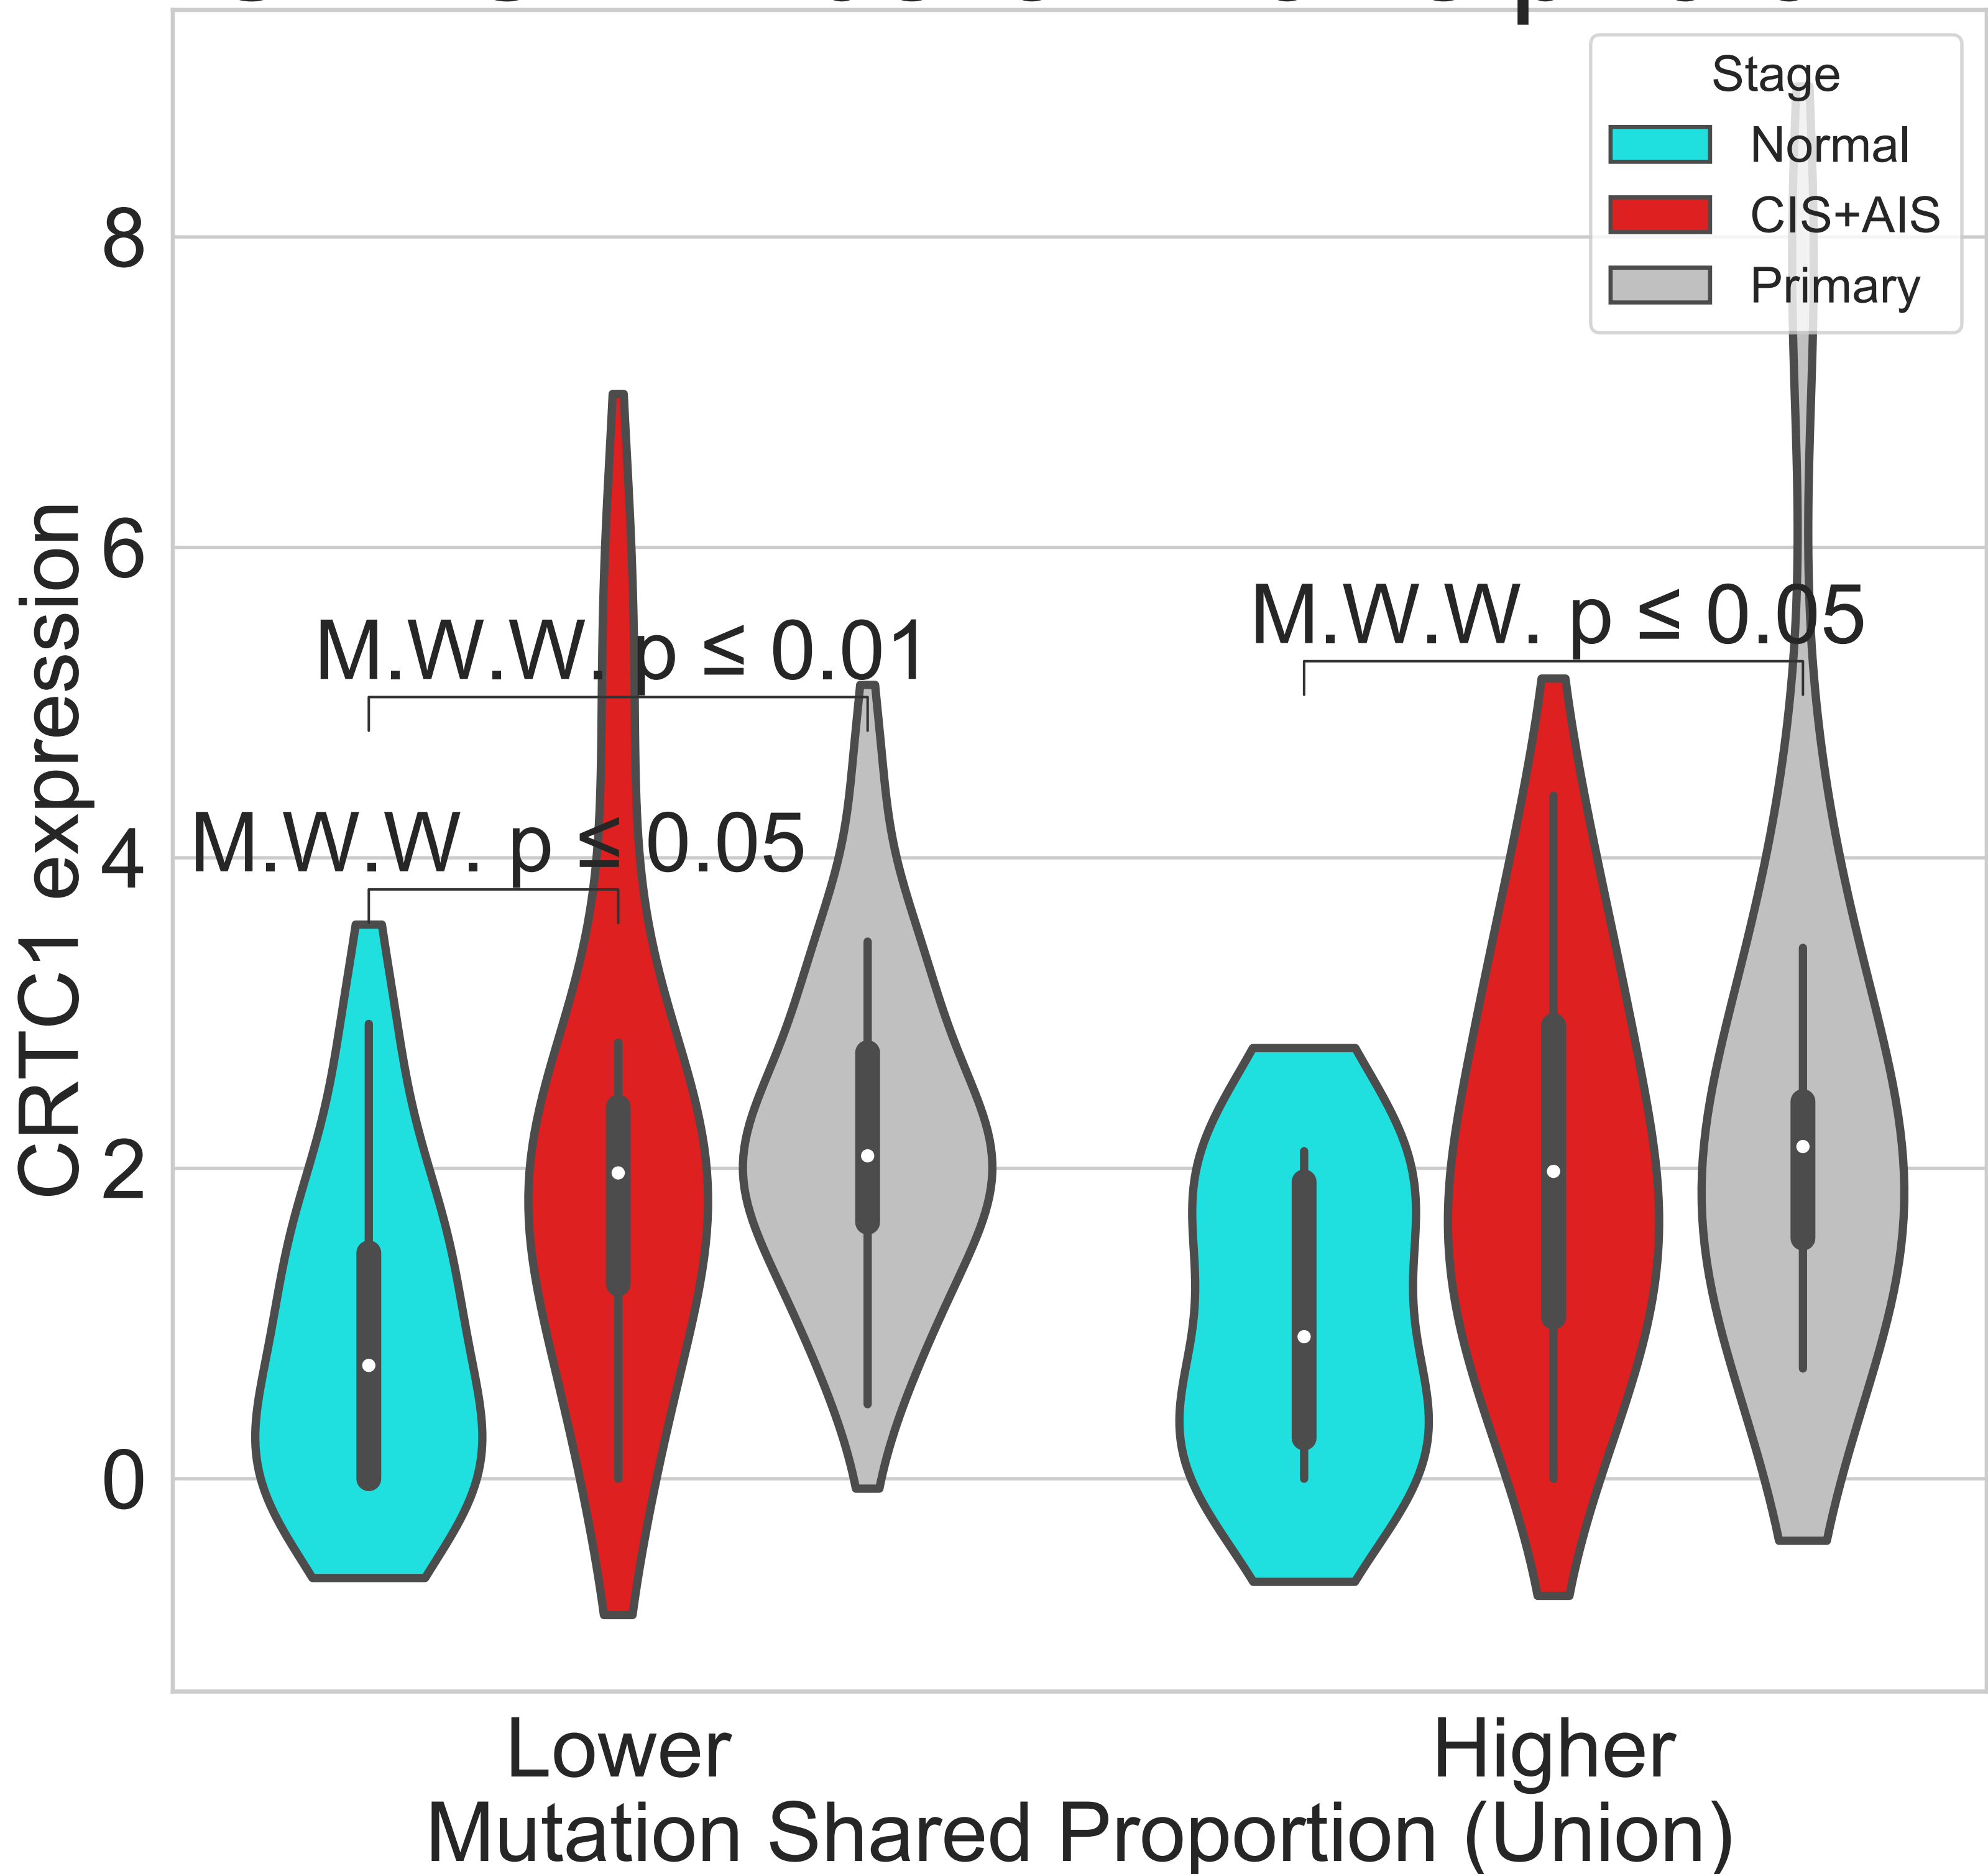 Stage
Normal
CIS+AIS
Primary
8
6
4
2
0
CRTC1 expression
M.W.W. p ≤ 0.01
M.W.W. p ≤ 0.05
M.W.W. p ≤ 0.05
Lower
Higher
Mutation Shared Proportion (Union)